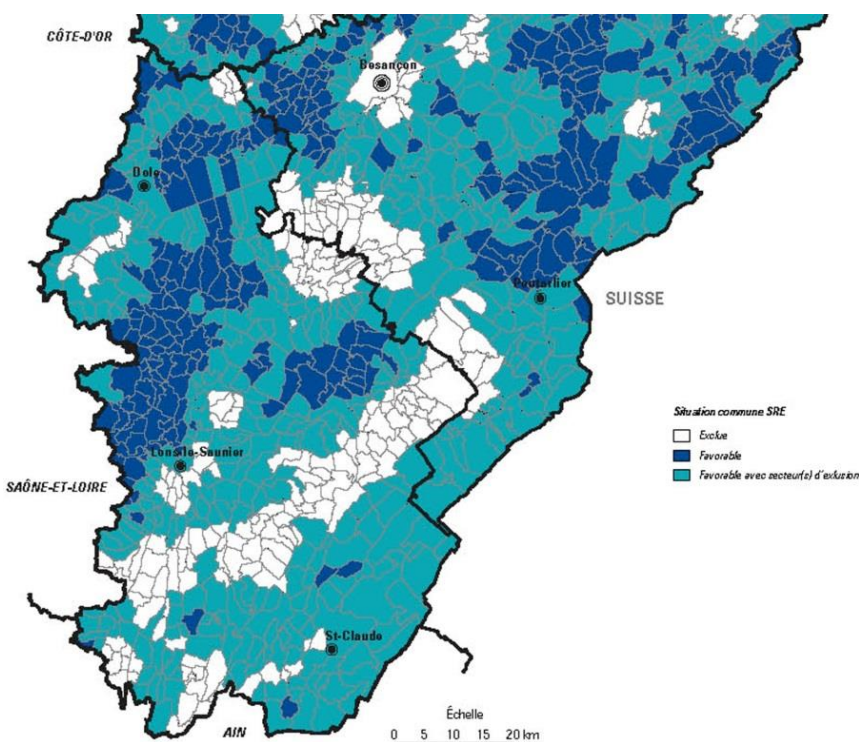 CÔTE-D'OR
Besançon
Dole
Pontarlier
SUISSE
Situation commune SRE
Exclue
Favorable
Favorable avec secteur(s) d'exlusion
Lons-le-Saunier
SAÔNE-ET-LOIRE
St-Claude
Échelle
AIN
0 5 10 15 20 km